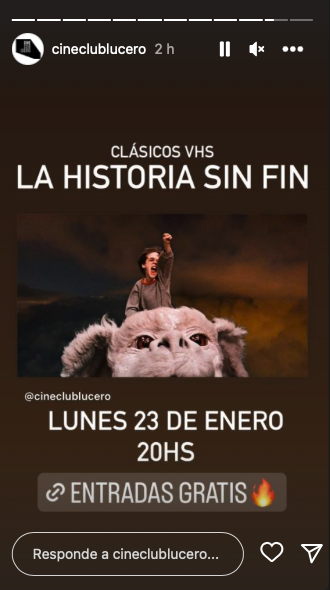 cineclublucero 2 h
CLÁSICOS VHS
LA HISTORIA SIN FIN
@cineclublucero
LUNES 23 DE ENERO
20HS
ENTRADAS GRATIS🔥
Responde a cineclublucero...